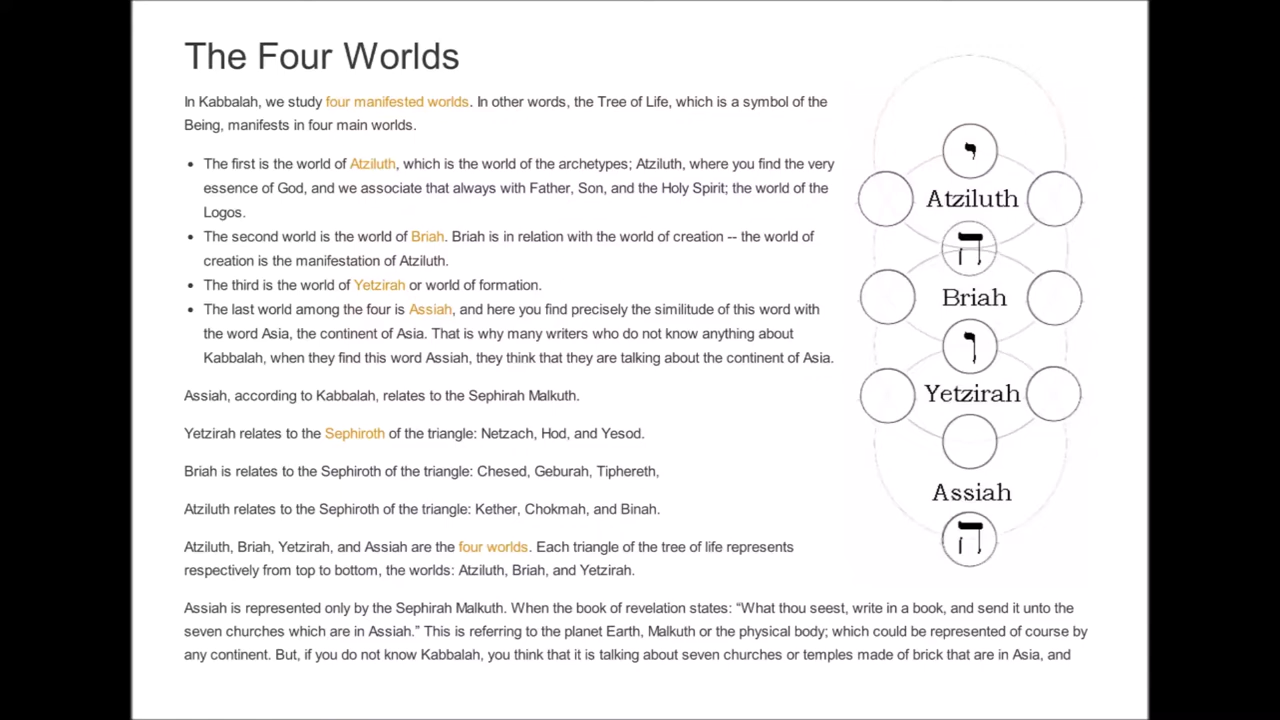 The Four Worlds
In Kabbalah, we study four manifested worlds. In other words, the Tree of Life, which is a symbol of the
Being, manifests in four main worlds.
• The first is the world of Atziluth, which is the world of the archetypes; Atziluth, where you find the very
essence of God, and we associate that always with Father, Son, and the Holy Spirit; the world of the
Logos.
• The second world is the world of Briah. Briah is in relation with the world of creation -- the world of
creation is the manifestation of Atziluth.
• The third is the world of Yetzirah or world of formation.
• The last world among the four is Assiah, and here you find precisely the similitude of this word with
the word Asia, the continent of Asia. That is why many writers who do not know anything about
Kabbalah, when they find this word Assiah, they think that they are talking about the continent of Asia.
Assiah, according to Kabbalah, relates to the Sephirah Malkuth.
Yetzirah relates to the Sephiroth of the triangle: Netzach, Hod, and Yesod.
Briah is relates to the Sephiroth of the triangle: Chesed, Geburah, Tiphereth,
Atziluth relates to the Sephiroth of the triangle: Kether, Chokmah, and Binah.
Atziluth, Briah, Yetzirah, and Assiah are the four worlds. Each triangle of the tree of life represents
respectively from top to bottom, the worlds: Atziluth, Briah, and Yetzirah.
Assiah is represented only by the Sephirah Malkuth. When the book of revelation states: “What thou seest, write in a book, and send it unto the
seven churches which are in Assiah.” This is referring to the planet Earth, Malkuth or the physical body; which could be represented of course by
any continent. But, if you do not know Kabbalah, you think that it is talking about seven churches or temples made of brick that are in Asia, and
י
Atziluth
ה
Briah
ו
Yetzirah
Assiah
ה